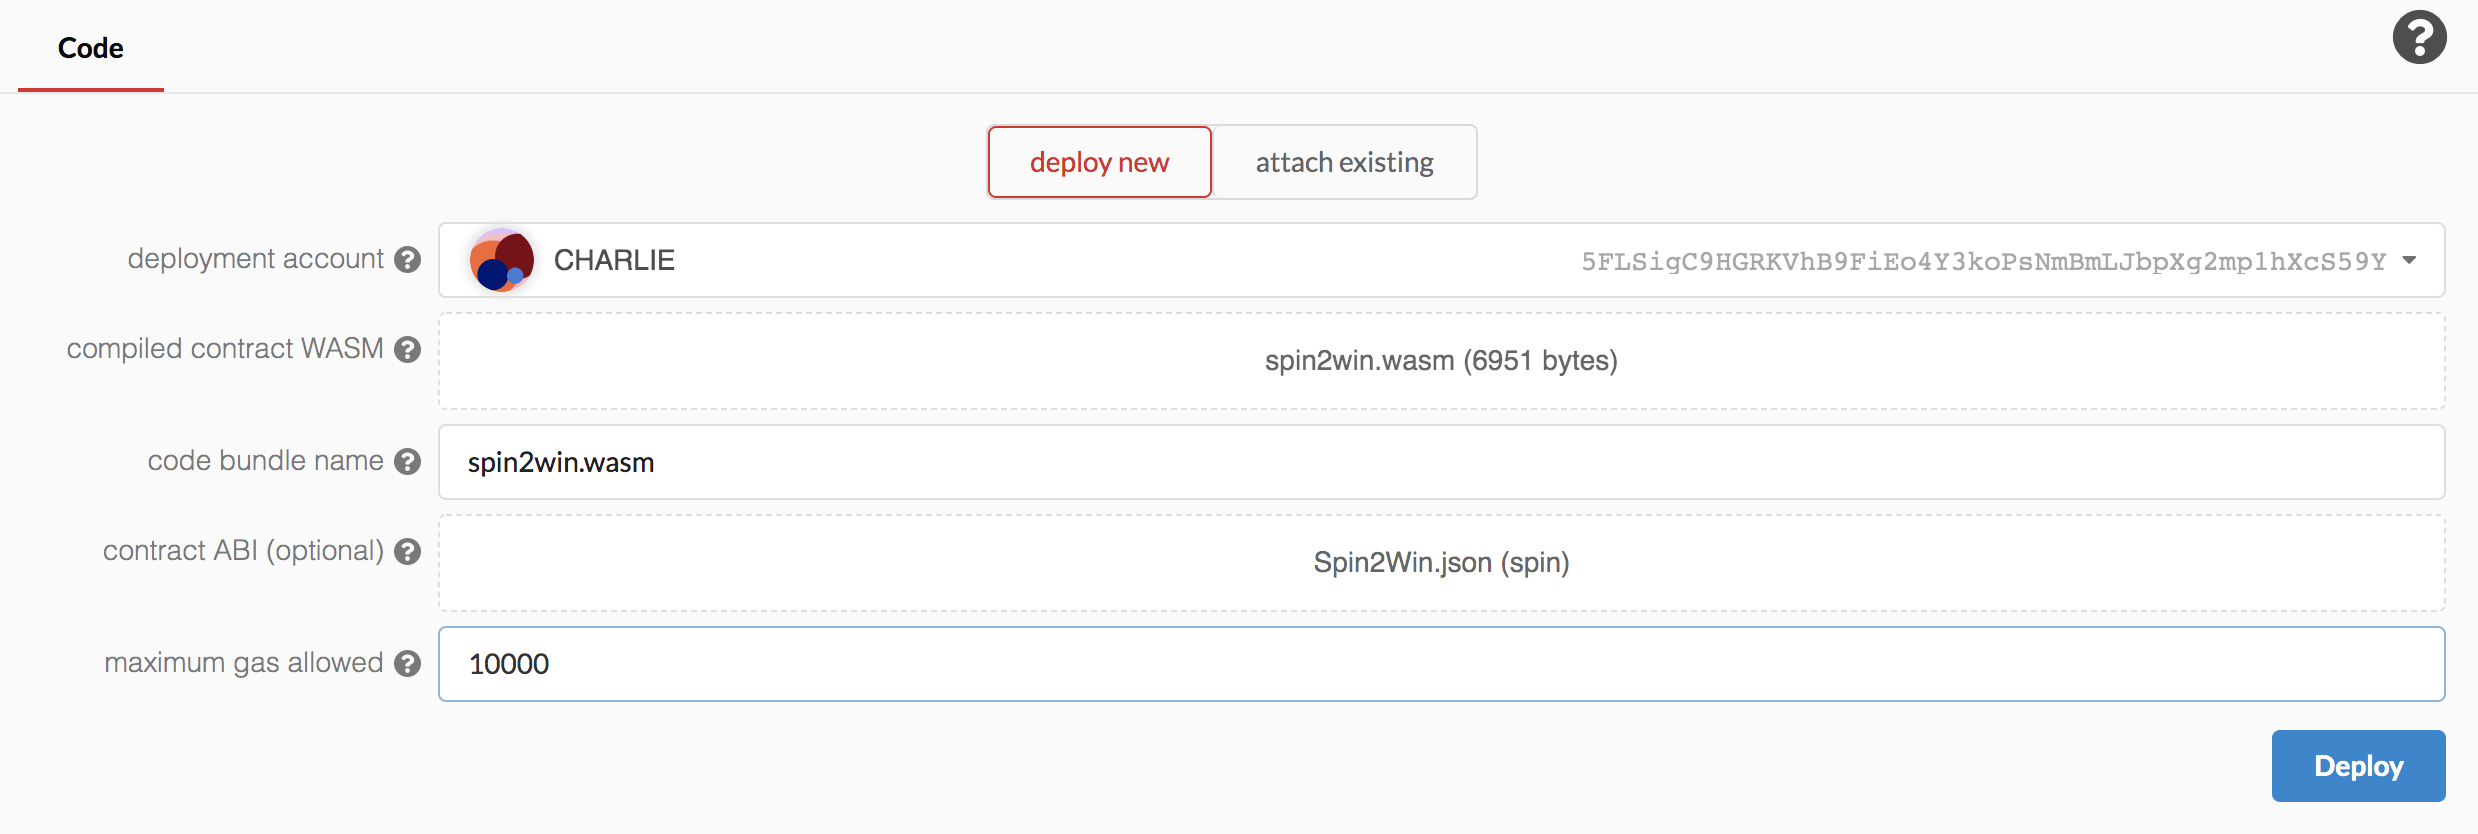 Code
deploy new attach existing
deployment account CHARLIE 5FLSigC9HGRKVhB9FiEo4Y3koPsNmBmLJbpXg2mp1hXcS59Y
compiled contract WASM spin2win.wasm (6951 bytes)
code bundle name spin2win.wasm
contract ABI (optional) Spin2Win.json (spin)
maximum gas allowed 10000
Deploy